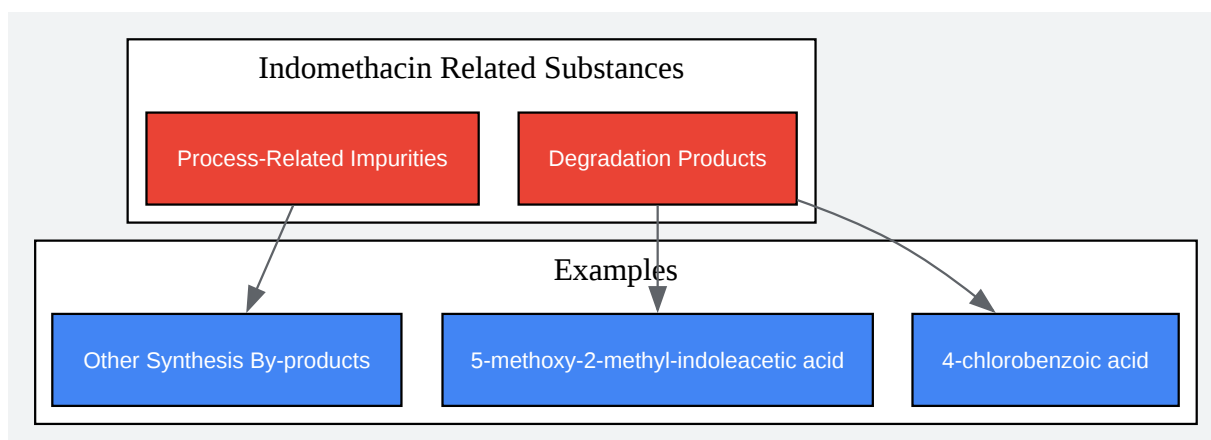 Indomethacin Related Substances
Process-Related Impurities
Degradation Products
Examples
Other Synthesis By-products
5-methoxy-2-methyl-indoleacetic acid
4-chlorobenzoic acid